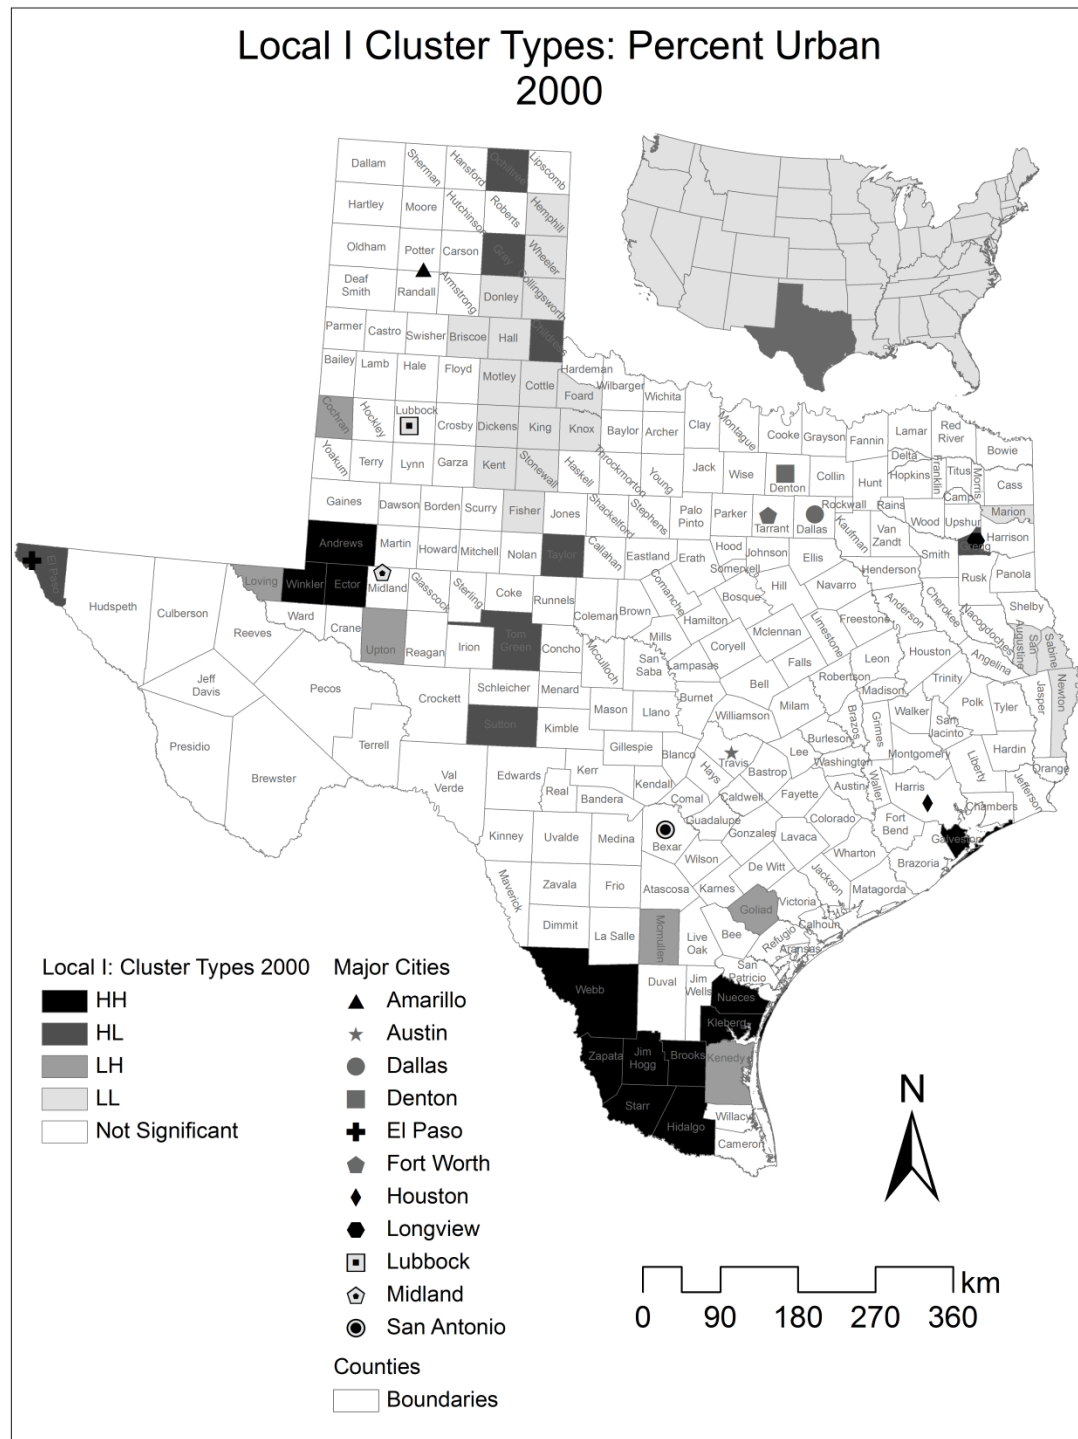 Local I Cluster Types: Percent Urban
2000
Dallam
Sherman
Hansford
Ochiltree
Lipscomb
Hartley
Moore
Hutchinson
Roberts
Hemphill
Oldham
Potter
Carson
Gray
Wheeler
Deaf
Smith
Randall
Armstrong
Donley
Collingsworth
Parmer
Castro
Swisher
Briscoe
Hall
Childress
Bailey
Lamb
Hale
Floyd
Motley
Cottle
Hardeman
Foard
Wilbarger
Wichita
Cochran
Hockley
Lubbock
Crosby
Dickens
King
Knox
Baylor
Archer
Clay
Montague
Cooke
Grayson
Fannin
Lamar
Red
River
Bowie
Delta
Yoakum
Terry
Lynn
Garza
Kent
Stonewall
Haskell
Throckmorton
Young
Jack
Wise
Denton
Collin
Hunt
Hopkins
Franklin
Titus
Morris
Camp
Cass
Gaines
Dawson
Borden
Scurry
Fisher
Jones
Shackelford
Stephens
Palo
Pinto
Parker
Tarrant
Dallas
Rockwall
Kaufman
Rains
Van
Zandt
Wood
Upshur
Marion
Harrison
Gregg
Andrews
Martin
Howard
Mitchell
Nolan
Taylor
Callahan
Eastland
Erath
Hood
Somervell
Johnson
Ellis
Henderson
Smith
Rusk
Panola
El Paso
Hudspeth
Culberson
Reeves
Loving
Winkler
Ector
Midland
Glasscock
Sterling
Coke
Runnels
Coleman
Brown
Comanche
Hamilton
Bosque
Hill
Navarro
Anderson
Cherokee
Nacogdoches
Shelby
Ward
Crane
Upton
Reagan
Irion
Tom
Green
Concho
Mcculloch
San
Saba
Mills
Lampasas
Coryell
Mclennan
Limestone
Freestone
Falls
Leon
Houston
Angelina
San
Augustine
Sabine
Newton
Jasper
Jeff
Davis
Pecos
Crockett
Schleicher
Menard
Mason
Llano
Burnet
Bell
Robertson
Milam
Madison
Trinity
Polk
Tyler
Presidio
Brewster
Terrell
Sutton
Kimble
Gillespie
Blanco
Williamson
Burleson
Brazos
Grimes
Walker
San
Jacinto
Hardin
Val
Verde
Edwards
Kerr
Real
Bandera
Kendall
Hays
Travis
Bastrop
Lee
Washington
Montgomery
Liberty
Orange
Jefferson
Comal
Caldwell
Fayette
Austin
Waller
Harris
Chambers
Kinney
Uvalde
Medina
Bexar
Guadalupe
Gonzales
Lavaca
Colorado
Fort
Bend
Galveston
Wilson
Wharton
Brazoria
Maverick
Zavala
Frio
Atascosa
Karnes
De Witt
Jackson
Matagorda
Dimmit
La Salle
Mcmullen
Live
Oak
Bee
Goliad
Victoria
Calhoun
Refugio
Aransas
San
Patricio
Webb
Duval
Jim
Wells
Nueces
Kleberg
Zapata
Jim
Hogg
Brooks
Kenedy
Starr
Hidalgo
Willacy
Cameron
Local I: Cluster Types 2000
HH
HL
LH
LL
Not Significant
Major Cities
Amarillo
Austin
Dallas
Denton
El Paso
Fort Worth
Houston
Longview
Lubbock
Midland
San Antonio
Counties
Boundaries
N
km
0 90 180 270 360